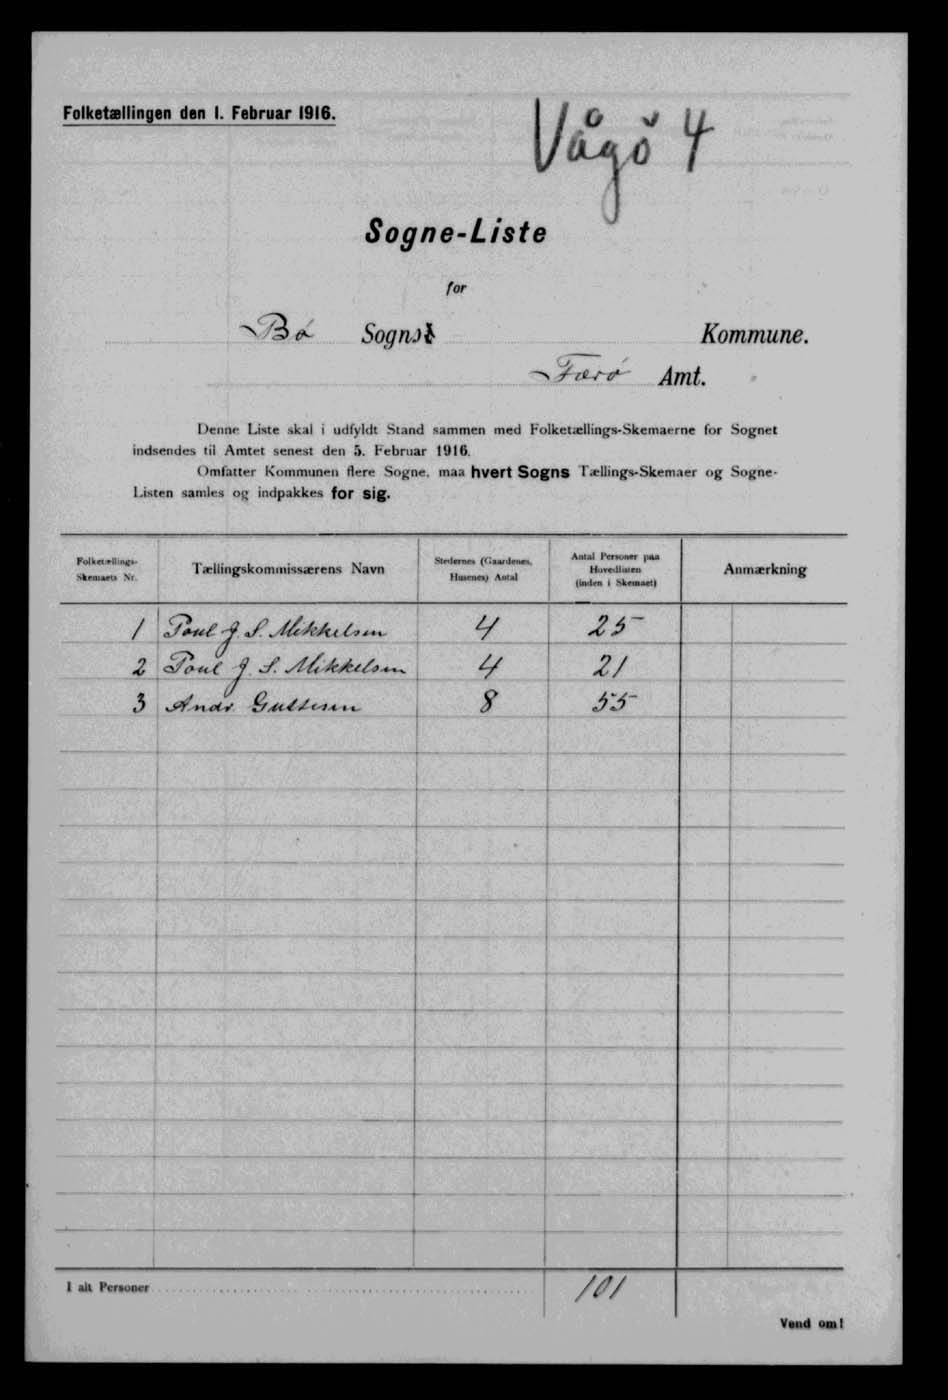 Folketællingen den 1. Februar 1916.
Vågö 4
Sogne-Liste
for
Bø Sogns Kommune.
Færø Amt.
Denne Liste skal i udfyldt Stand sammen med Folketællings-Skemaerne for Sognet
indsendes til Amtet senest den 5. Februar 1916.
Omfatter Kommunen flere Sogne, maa hvert Sogns Tællings-Skemaer og Sogne-
Listen samles og indpakkes for sig.
Folketællings-
Skemaets Nr.
Tællingskommissærens Navn
Stedernes (Gaardenes,
Husenes) Antal
Antal Personer paa
Hovedlisten
(inden i Skemaet)
Anmærkning
1 Poul J. S. Mikkelsen 4 25
2 Poul J. S. Mikkelsen 4 21
3 Andr. Guttesen 8 55
I alt Personer 101
Vend om!